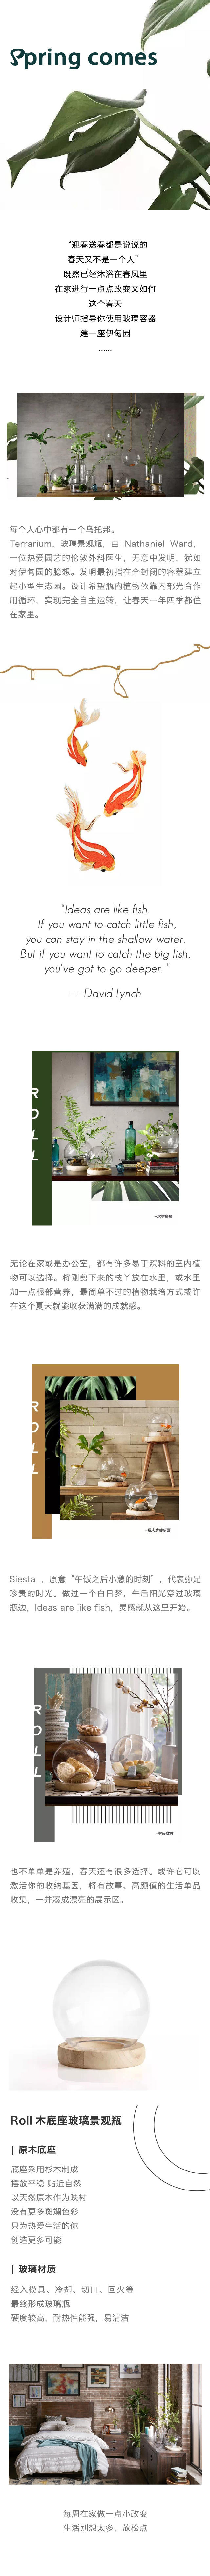 Spring comes
“迎春送春都是说说的
春天又不是一个人”
既然已经沐浴在春风里
在家进行一点点改变又如何
这个春天
设计师指导你使用玻璃容器
建一座伊甸园
......
每个人心中都有一个乌托邦。
Terrarium，玻璃景观瓶，由 Nathaniel Ward，
一位热爱园艺的伦敦外科医生，无意中发明，犹如
对伊甸园的臆想。发明最初旨在全封闭的容器建立
起小型生态园。设计希望瓶内植物依靠内部光合作
用循环，实现完全自主运转，让春天一年四季都住
在家里。
"Ideas are like fish.
If you want to catch little fish,
you can stay in the shallow water.
But if you want to catch the big fish,
you've got to go deeper. "
——David Lynch
ROLL
无论在家或是办公室，都有许多易于照料的室内植
物可以选择。将刚剪下来的枝丫放在水里，或水里
加一点根部营养，最简单不过的植物栽培方式或许
在这个夏天就能收获满满的成就感。
ROLL
Siesta ，原意“午饭之后小憩的时刻”，代表弥足
珍贵的时光。做过一个白日梦，午后阳光穿过玻璃
瓶边，Ideas are like fish，灵感就从这里开始。
ROLL
也不单单是养殖，春天还有很多选择。或许它可以
激活你的收纳基因，将有故事、高颜值的生活单品
收集，一并凑成漂亮的展示区。
Roll 木底座玻璃景观瓶
| 原木底座
底座采用杉木制成
摆放平稳 贴近自然
以天然原木作为映衬
没有更多斑斓色彩
只为热爱生活的你
创造更多可能
| 玻璃材质
经入模具、冷却、切口、回火等
最终形成玻璃瓶
硬度较高，耐热性能强，易清洁
每周在家做一点小改变
生活别想太多，放松点